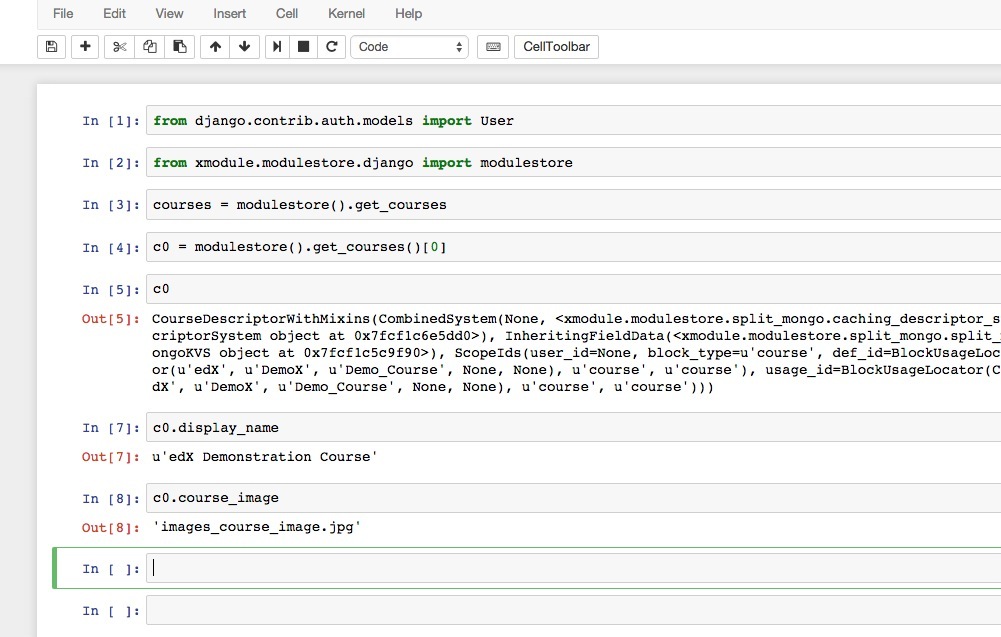 File Edit View Insert Cell Kernel Help
Code CellToolbar
In [1]: from django.contrib.auth.models import User
In [2]: from xmodule.modulestore.django import modulestore
In [3]: courses = modulestore().get_courses
In [4]: c0 = modulestore().get_courses()[0]
In [5]: c0
Out[5]: CourseDescriptorWithMixins(CombinedSystem(None, <xmodule.modulestore.split_mongo.caching_descriptor_s
criptorSystem object at 0x7fcf1c6e5dd0>), InheritingFieldData(<xmodule.modulestore.split_mongo.split_
ongoKVS object at 0x7fcf1c5c9f90>), ScopeIds(user_id=None, block_type=u'course', def_id=BlockUsageLoc
or(u'edX', u'DemoX', u'Demo_Course', None, None), u'course', u'course'), usage_id=BlockUsageLocator(C
dX', u'DemoX', u'Demo_Course', None, None), u'course', u'course')))
In [7]: c0.display_name
Out[7]: u'edX Demonstration Course'
In [8]: c0.course_image
Out[8]: 'images_course_image.jpg'
In [ ]:
In [ ]: